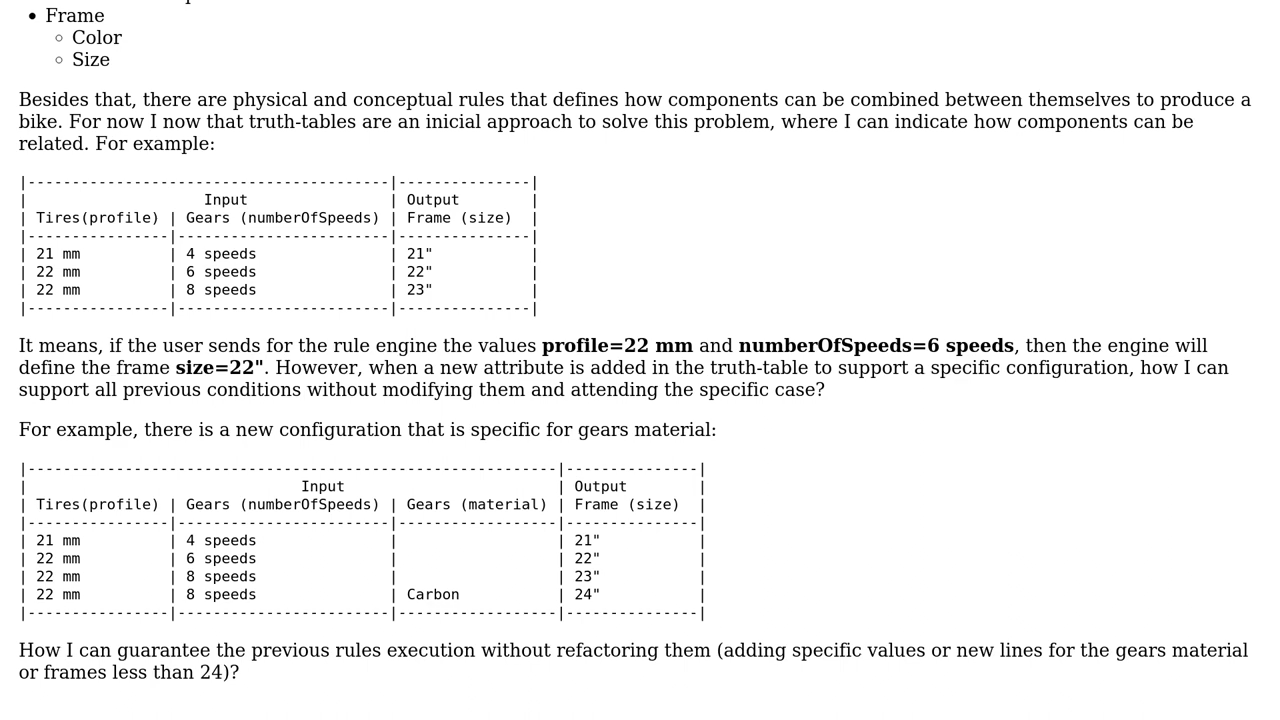 Frame
Color
Size
Besides that, there are physical and conceptual rules that defines how components can be combined between themselves to produce a
bike. For now I now that truth-tables are an inicial approach to solve this problem, where I can indicate how components can be
related. For example:
|-----------------------------------------|---------------|
|                    Input                | Output        |
| Tires(profile) | Gears (numberOfSpeeds) | Frame (size)  |
|----------------|------------------------|---------------|
| 21 mm          | 4 speeds               | 21"           |
| 22 mm          | 6 speeds               | 22"           |
| 22 mm          | 8 speeds               | 23"           |
|----------------|------------------------|---------------|
It means, if the user sends for the rule engine the values profile=22 mm and numberOfSpeeds=6 speeds, then the engine will
define the frame size=22". However, when a new attribute is added in the truth-table to support a specific configuration, how I can
support all previous conditions without modifying them and attending the specific case?
For example, there is a new configuration that is specific for gears material:
|------------------------------------------------------------|---------------|
|                               Input                        | Output        |
| Tires(profile) | Gears (numberOfSpeeds) | Gears (material) | Frame (size)  |
|----------------|------------------------|------------------|---------------|
| 21 mm          | 4 speeds               |                  | 21"           |
| 22 mm          | 6 speeds               |                  | 22"           |
| 22 mm          | 8 speeds               |                  | 23"           |
| 22 mm          | 8 speeds               | Carbon           | 24"           |
|----------------|------------------------|------------------|---------------|
How I can guarantee the previous rules execution without refactoring them (adding specific values or new lines for the gears material
or frames less than 24)?